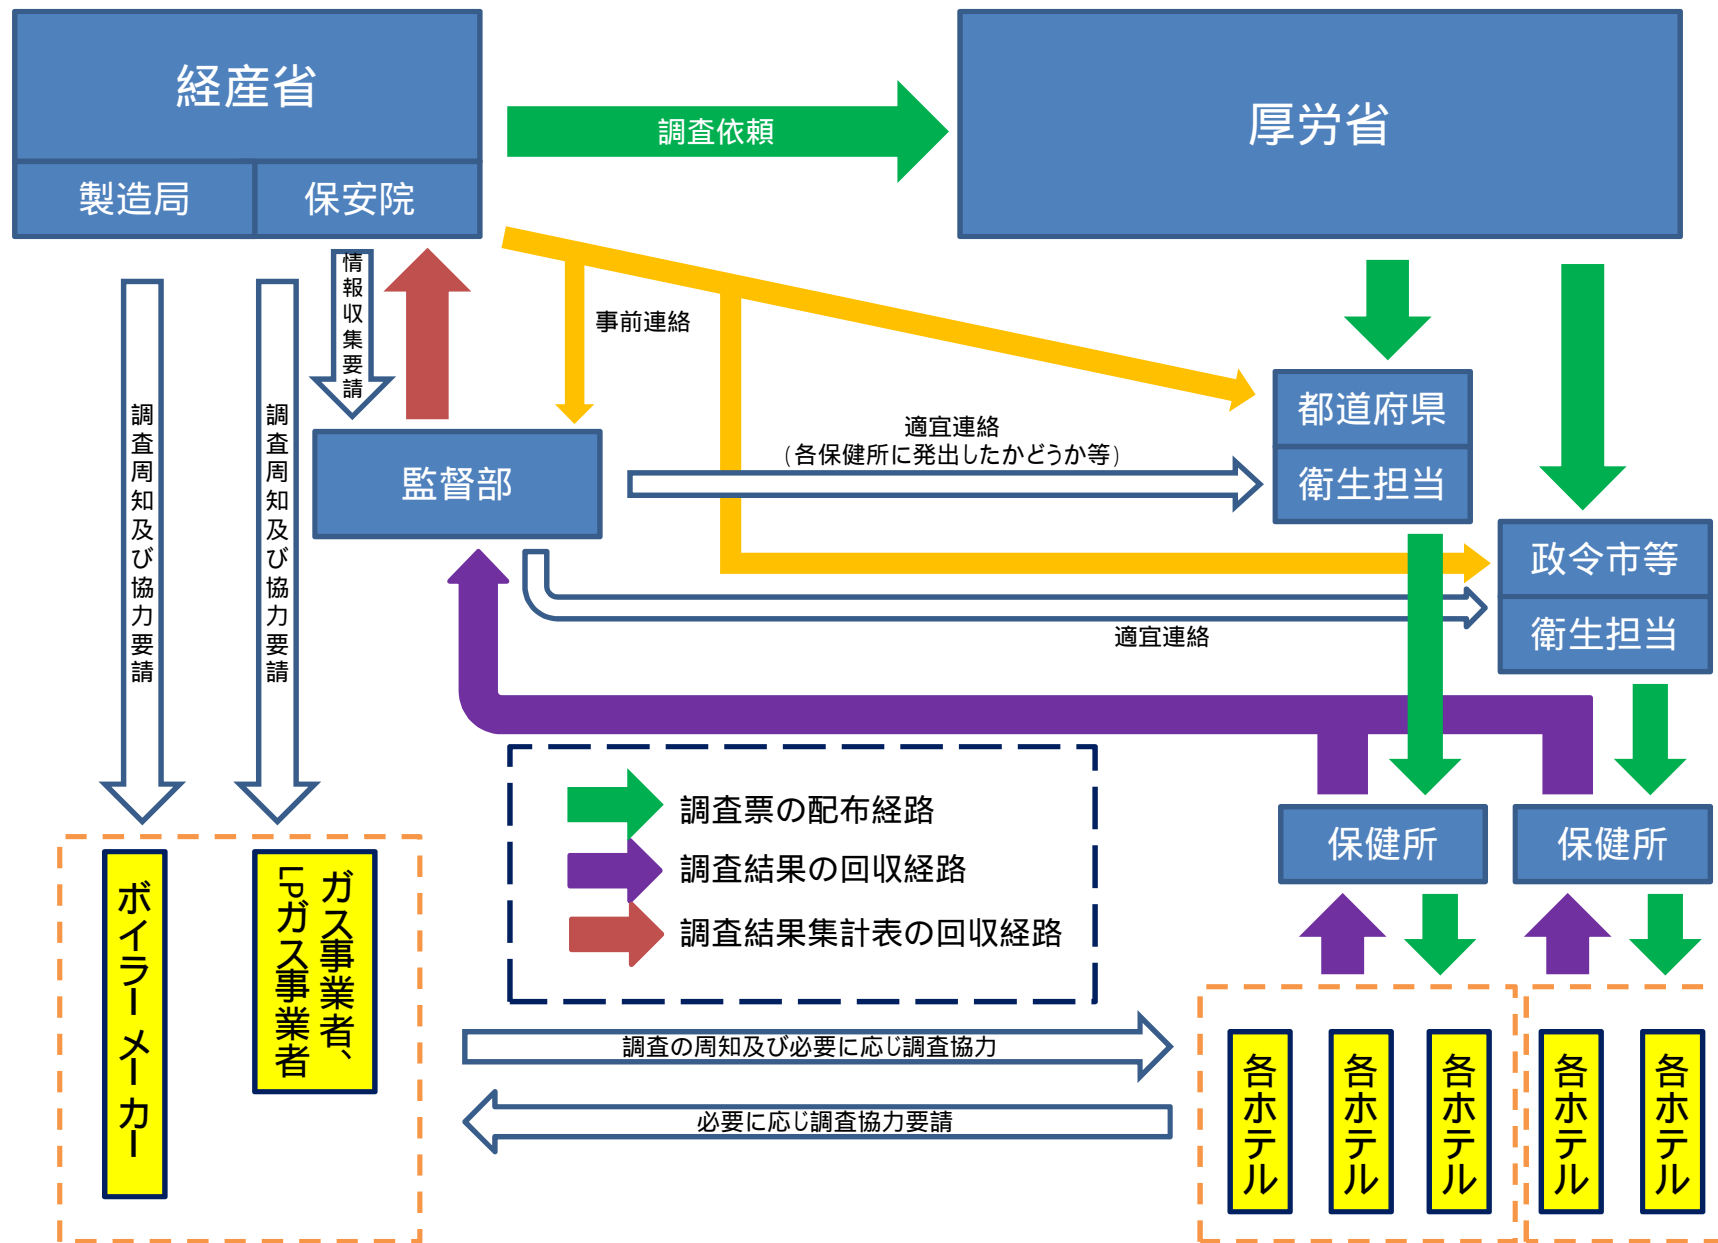 経産省
厚労省
調査依頼
製造局
保安院
情報収集要請
事前連絡
調査周知及び協力要請
調査周知及び協力要請
都道府県
衛生担当
適宜連絡
(各保健所に発出したかどうか等)
監督部
政令市等
衛生担当
適宜連絡
調査票の配布経路
調査結果の回収経路
調査結果集計表の回収経路
保健所
保健所
ボイラーメーカー
ガス事業者、
LPガス事業者
調査の周知及び必要に応じ調査協力
必要に応じ調査協力要請
各ホテル
各ホテル
各ホテル
各ホテル
各ホテル